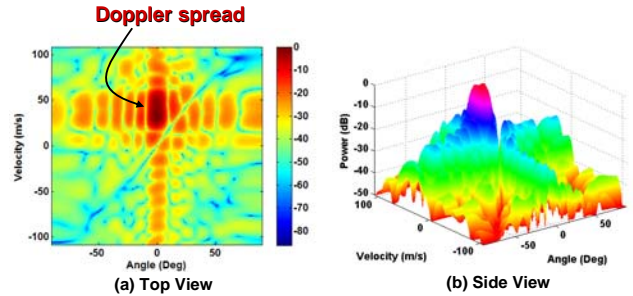 Doppler spread
100
50
0
-50
-100
Velocity (m/s)
-50 0 50
Angle (Deg)
0
-10
-20
-30
-40
-50
-60
-70
-80
(a) Top View
0
-10
-20
-30
-40
-50
Power (dB)
100
0
-100
Velocity (m/s)
-50
0
50
Angle (Deg)
(b) Side View